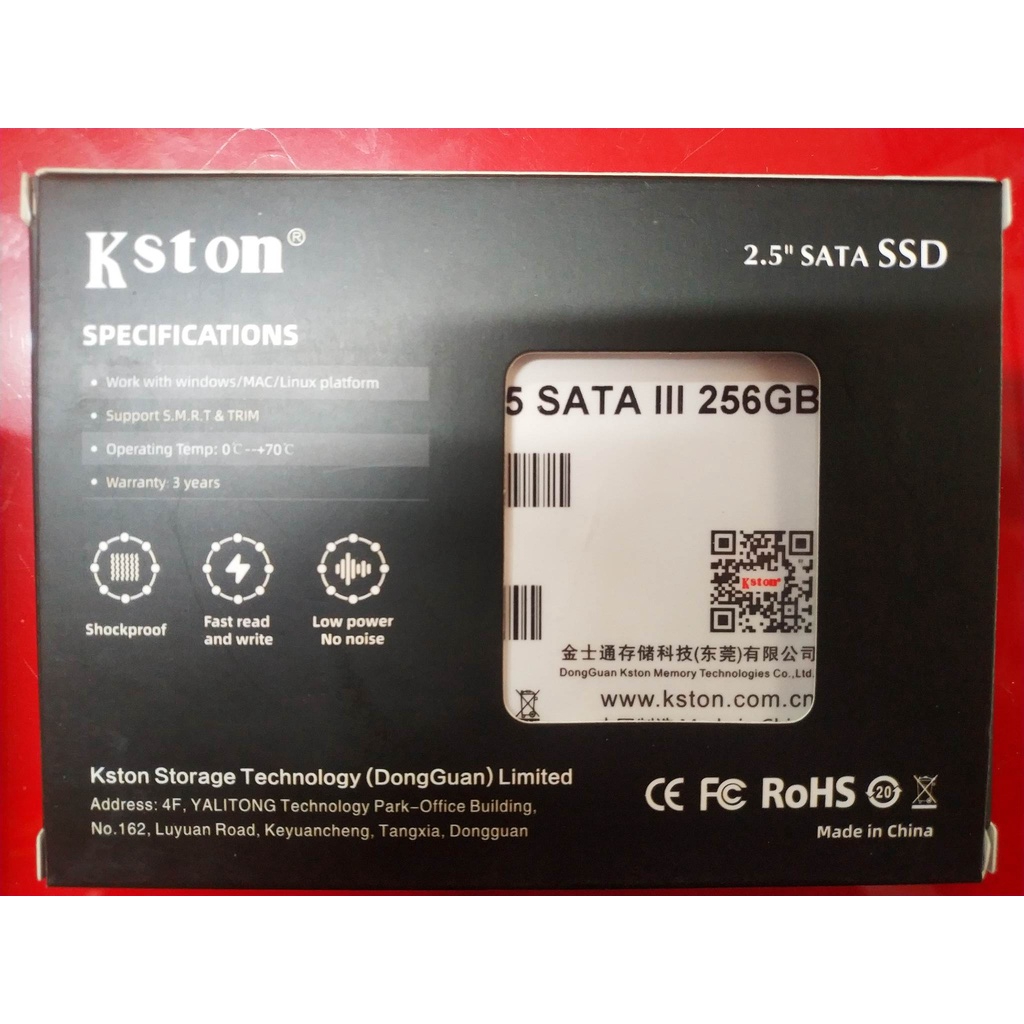 Kston®
2.5" SATA SSD
SPECIFICATIONS
• Work with windows/MAC/Linux platform
• Support S.M.R.T & TRIM
• Operating Temp: 0℃--+70℃
• Warranty: 3 years
Shockproof
Fast read
and write
Low power
No noise
5 SATA III 256GB
Kston
金士通存储科技(东莞)有限公司
DongGuan Kston Memory Technologies Co.,Ltd.
www.kston.com.cn
Kston Storage Technology (DongGuan) Limited
Address: 4F, YALITONG Technology Park-Office Building,
No.162, Luyuan Road, Keyuancheng, Tangxia, Dongguan
CE FC RoHS 20
Made in China